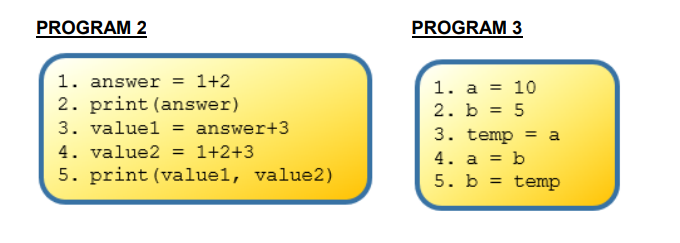 PROGRAM 2
1. answer = 1+2
2. print(answer)
3. value1 = answer+3
4. value2 = 1+2+3
5. print(value1, value2)
PROGRAM 3
1. a = 10
2. b = 5
3. temp = a
4. a = b
5. b = temp